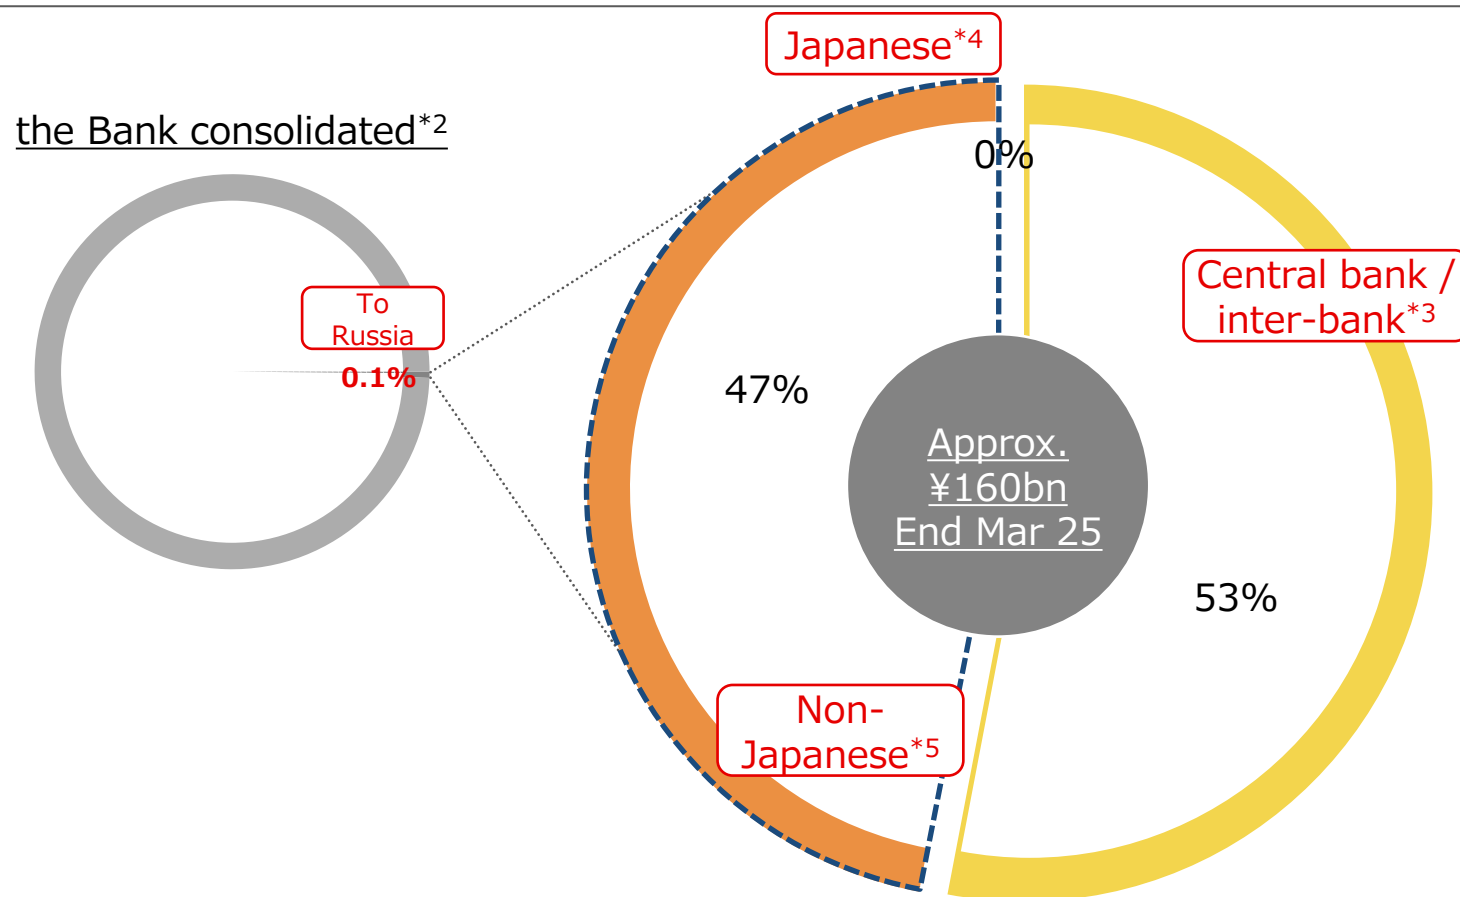 Japanese*4
the Bank consolidated*2
0%
Central bank /
inter-bank*3
To
Russia
0.1%
47%
Approx.
¥160bn
End Mar 25
53%
Non-
Japanese*5